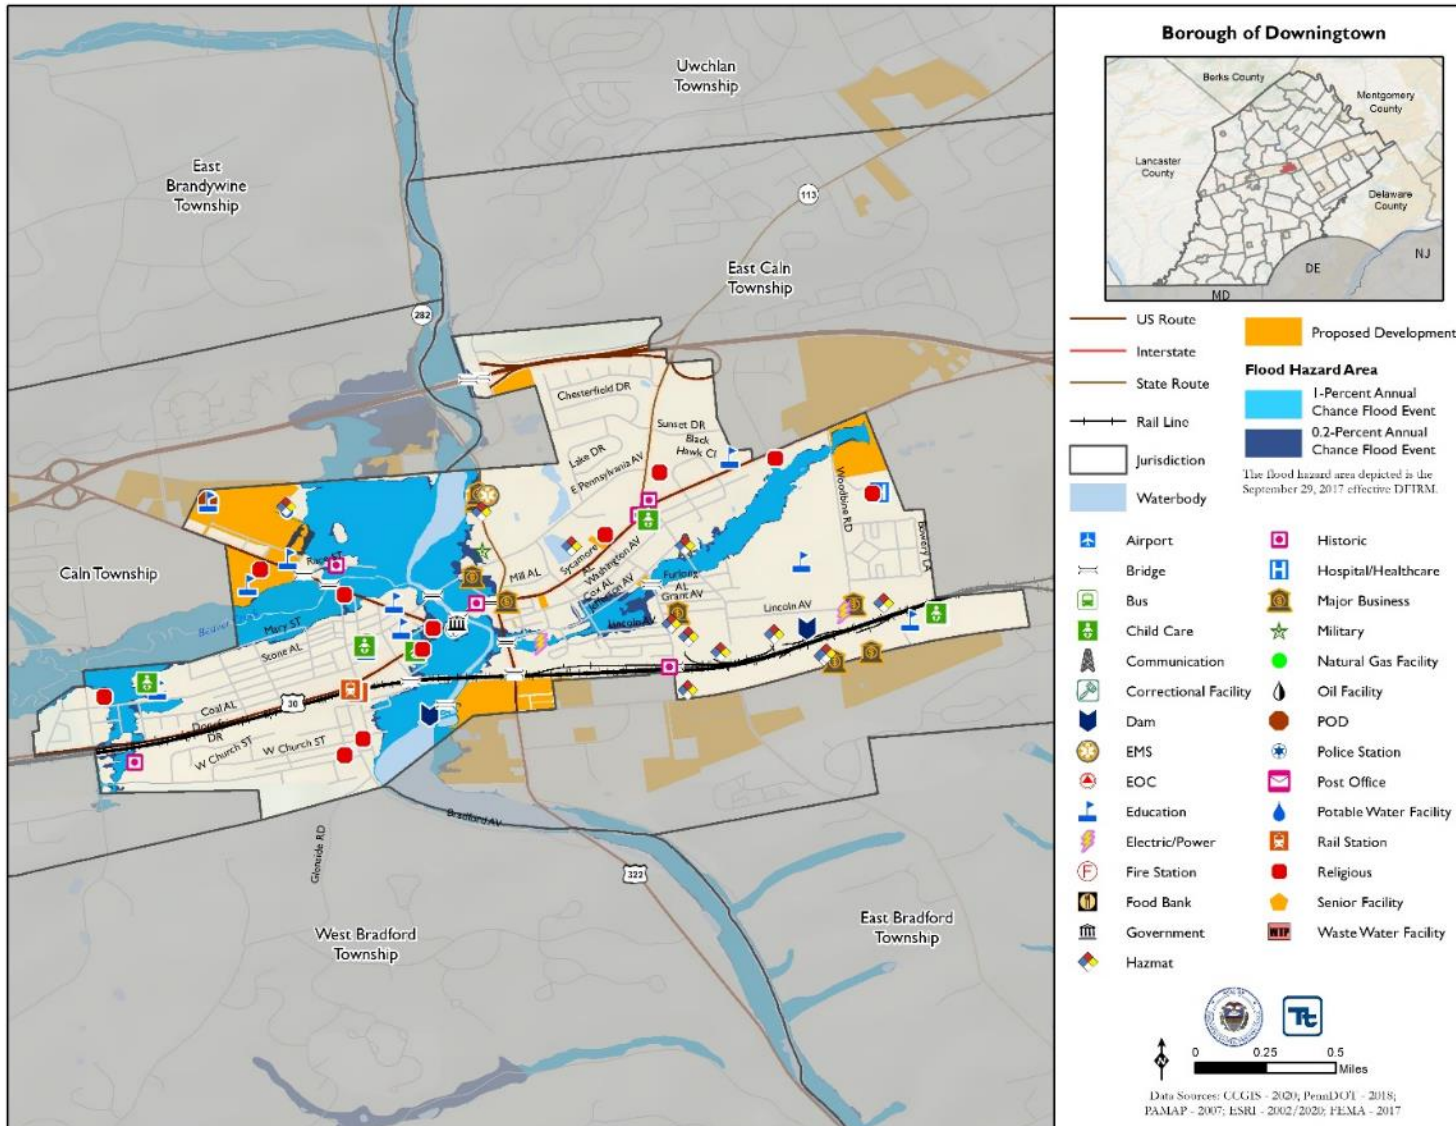 Borough of Downingtown
Berks County
Montgomery
County
Lancaster
County
Delaware
County
NJ
DE
MD
US Route
Interstate
State Route
Rail Line
Jurisdiction
Waterbody
Proposed Development
Flood Hazard Area
1-Percent Annual
Chance Flood Event
0.2-Percent Annual
Chance Flood Event
The flood hazard area depicted is the
September 29, 2017 effective DFIRM.
Airport
Bridge
Bus
Child Care
Communication
Correctional Facility
Dam
EMS
EOC
Education
Electric/Power
Fire Station
Food Bank
Government
Hazmat
Historic
Hospital/Healthcare
Major Business
Military
Natural Gas Facility
Oil Facility
POD
Police Station
Post Office
Potable Water Facility
Rail Station
Religious
Senior Facility
WTP
Waste Water Facility
N
0 0.25 0.5
Miles
Data Sources: CCGIS - 2020; PennDOT - 2018;
PAMAP - 2007; ESRI - 2002/2020; FEMA - 2017
Uwchlan
Township
East
Brandywine
Township
113
East Caln
Township
282
Chesterfield DR
Sunset DR
Black
Hawk CI
Lake DR
E Pennsylvania AV
Woodbine RD
Bowery LA
Caln Township
Race ST
Sycamore
AL
Washington AV
Mill AL
Cox AL
Jefferson AV
Furlong
AL
Grant AV
Lincoln AV
Lincoln AV
Mary ST
Stone AL
Coal AL
DR
30
W Church ST
W Church ST
Bradford AV
Glenside RD
322
West Bradford
Township
East Bradford
Township